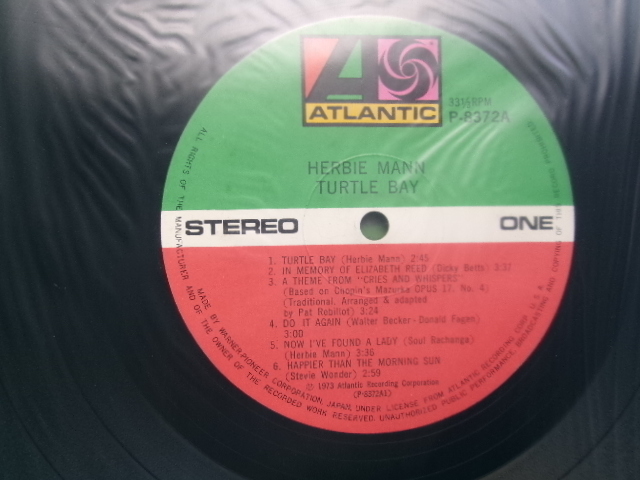 ATLANTIC
33⅓RPM
P-8372A
HERBIE MANN
TURTLE BAY
STEREO
ONE
1. TURTLE BAY (Herbie Mann) 2:45
2. IN MEMORY OF ELIZABETH REED (Dicky Betts) 3:37
3. A THEME FROM "CRIES AND WHISPERS"
(Based on Chopin's Mazurka OPUS 17, No. 4)
(Traditional. Arranged & adapted
by Pat Rebillot) 3:24
4. DO IT AGAIN (Walter Becker-Donald Fagen)
3:00
5. NOW I'VE FOUND A LADY (Soul Bachanga)
(Herbie Mann) 3:36
6. HAPPIER THAN THE MORNING SUN
(Stevie Wonder) 2:59
℗ 1973 Atlantic Recording Corporation
(P-8372A1)
MADE BY WARNER-PIONEER CORPORATION, JAPAN, UNDER LICENSE FROM ATLANTIC RECORDING CORP., U.S.A.
ALL RIGHTS OF THE MANUFACTURER AND OF THE OWNER OF THE RECORDED WORK RESERVED. UNAUTHORIZED PUBLIC PERFORMANCE, BROADCASTING AND COPYING OF THIS RECORD PROHIBITED